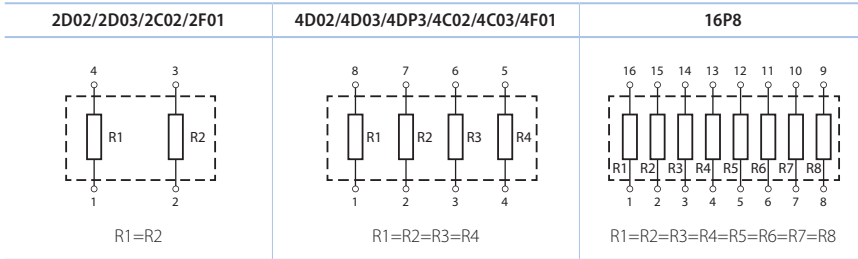 2D02/2D03/2C02/2F01
4 3
R1 R2
1 2
R1=R2
4D02/4D03/4DP3/4C02/4C03/4F01
8 7 6 5
R1 R2 R3 R4
1 2 3 4
R1=R2=R3=R4
16P8
16 15 14 13 12 11 10 9
R1 R2 R3 R4 R5 R6 R7 R8
1 2 3 4 5 6 7 8
R1=R2=R3=R4=R5=R6=R7=R8